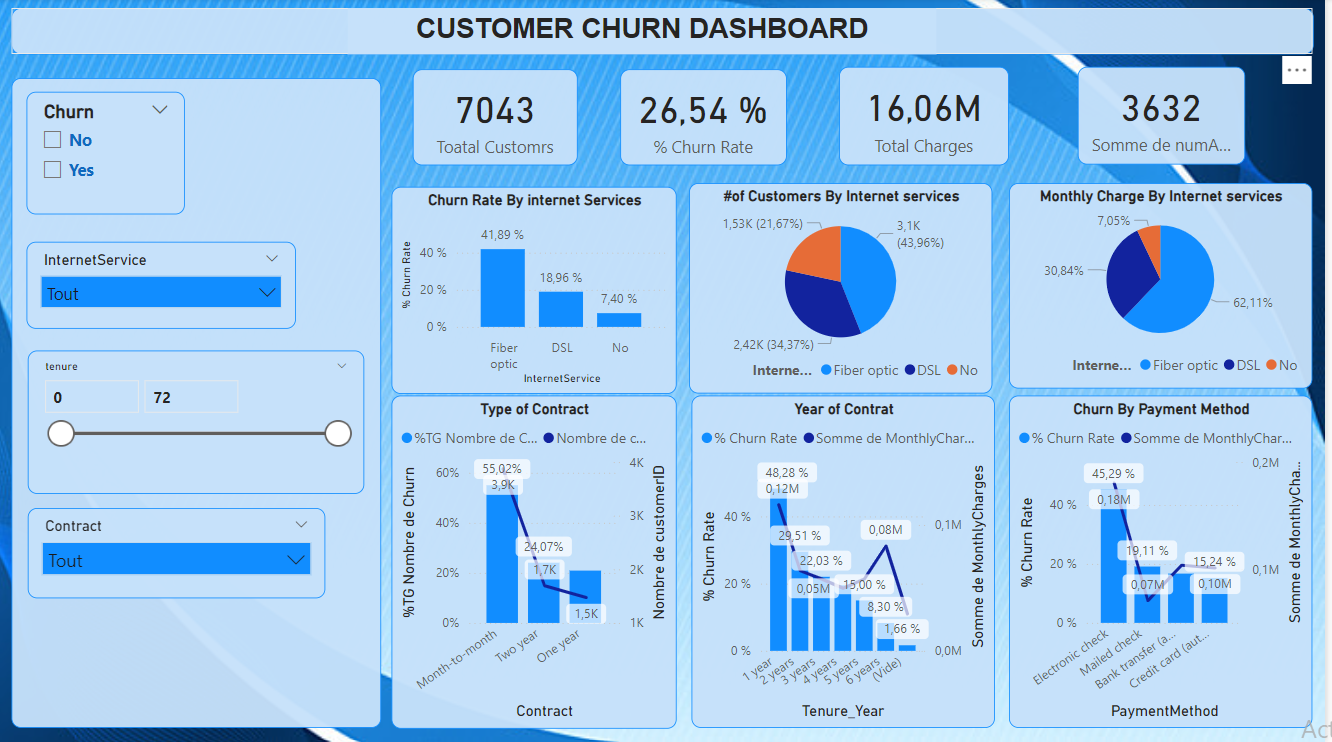 CUSTOMER CHURN DASHBOARD
Churn
No
Yes
InternetService
Tout
tenure
0
72
Contract
Tout
7043
Toatal Customrs
26,54 %
% Churn Rate
16,06M
Total Charges
3632
Somme de numA...
Churn Rate By internet Services
% Churn Rate
40 %
20 %
0 %
41,89 %
18,96 %
7,40 %
Fiber
optic
DSL
No
InternetService
#of Customers By Internet services
1,53K (21,67%)
3,1K
(43,96%)
2,42K (34,37%)
Interne... Fiber optic DSL No
Monthly Charge By Internet services
7,05%
30,84%
62,11%
Interne... Fiber optic DSL No
Type of Contract
%TG Nombre de C... Nombre de c...
%TG Nombre de Churn
60%
40%
20%
0%
55,02%
3,9K
24,07%
1,7K
1,5K
4K
3K
2K
1K
Nombre de customerID
Month-to-month
Two year
One year
Contract
Year of Contrat
% Churn Rate Somme de MonthlyChar...
% Churn Rate
40 %
20 %
0 %
48,28 %
0,12M
29,51 %
22,03 %
0,05M
15,00 %
0,08M
8,30 %
1,66 %
0,1M
0,0M
Somme de MonthlyCharges
1 year
2 years
3 years
4 years
5 years
6 years
(Vide)
Tenure_Year
Churn By Payment Method
% Churn Rate Somme de MonthlyChar...
% Churn Rate
40 %
20 %
0 %
45,29 %
0,18M
19,11 %
0,07M
15,24 %
0,10M
0,2M
0,1M
Somme de MonthlyCha...
Electronic check
Mailed check
Bank transfer (a...
Credit card (aut...
PaymentMethod
Act